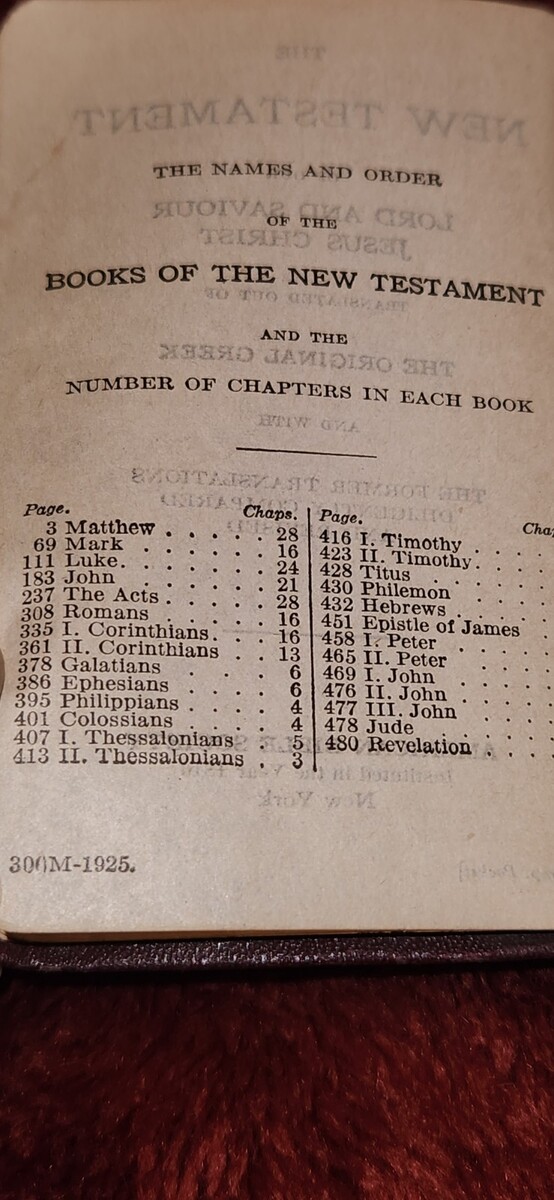 THE NAMES AND ORDER
OF THE
BOOKS OF THE NEW TESTAMENT
AND THE
NUMBER OF CHAPTERS IN EACH BOOK
Page. Chaps.
3 Matthew . . . . . 28
69 Mark . . . . . . 16
111 Luke. . . . . . . 24
183 John . . . . . . 21
237 The Acts . . . . . 28
308 Romans . . . . . 16
335 I. Corinthians. . . 16
361 II. Corinthians . . 13
378 Galatians . . . . 6
386 Ephesians . . . . 6
395 Philippians . . . 4
401 Colossians . . . . 4
407 I. Thessalonians . 5
413 II. Thessalonians . 3
Page. Cha
416 I. Timothy . . . .
423 II. Timothy. . . .
428 Titus . . . .
430 Philemon . . . .
432 Hebrews . . . .
451 Epistle of James . .
458 I. Peter . . . .
465 II. Peter . . . .
469 I. John . . . .
476 II. John . . . .
477 III. John . . . .
478 Jude . . . .
480 Revelation . . . .
300M-1925.